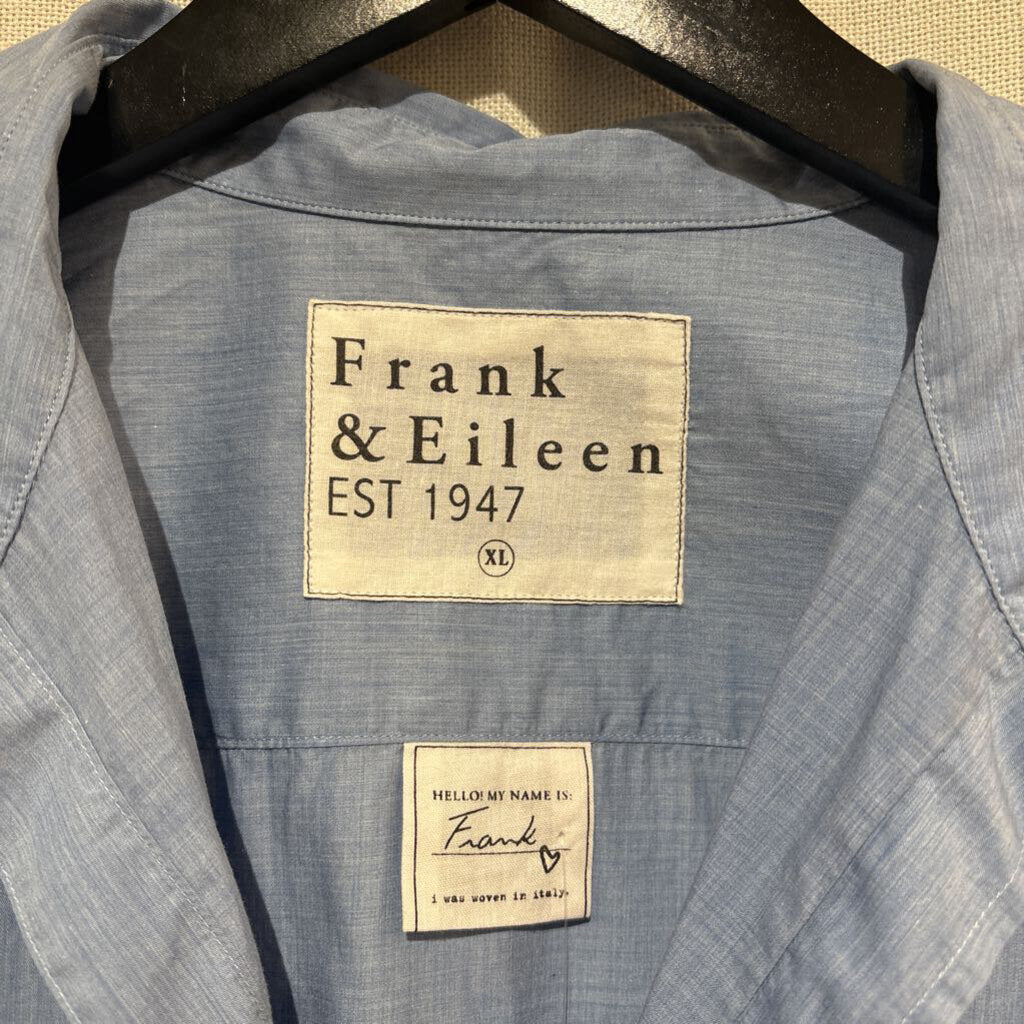 Frank
& Eileen
EST 1947
XL
HELLO! MY NAME IS:
Frank
i was woven in italy.